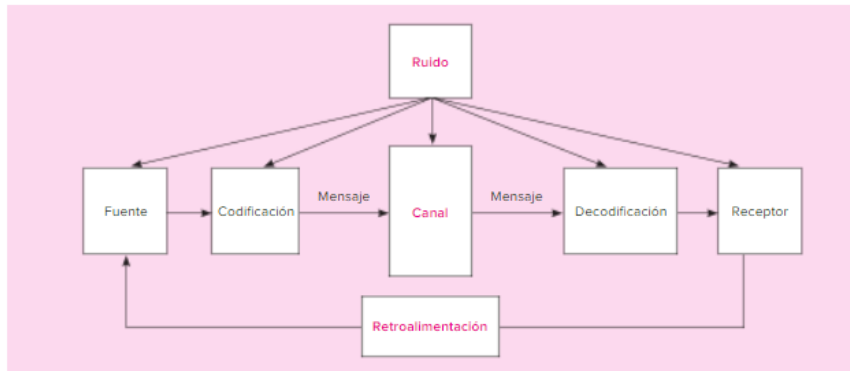 Ruido
Fuente
Codificación
Mensaje
Canal
Mensaje
Decodificación
Receptor
Retroalimentación